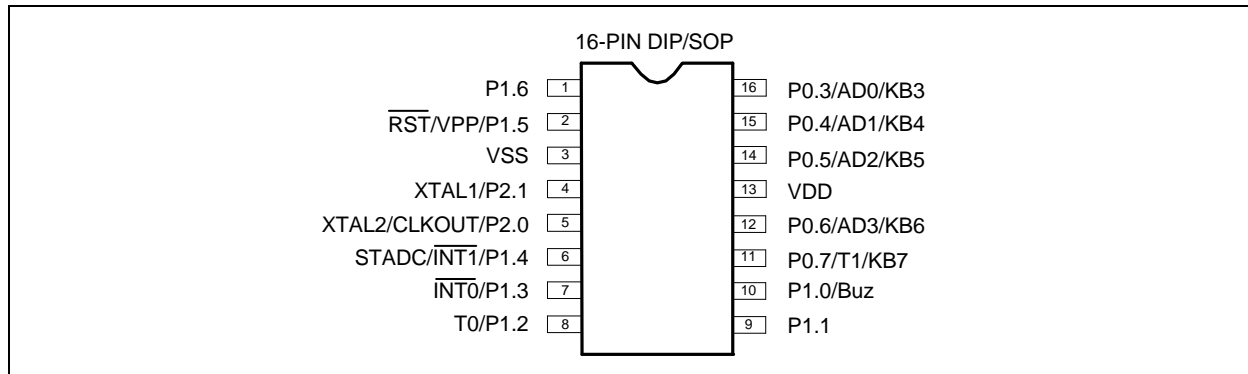 16-PIN DIP/SOP
P1.6 1 16 P0.3/AD0/KB3
RST/VPP/P1.5 2 15 P0.4/AD1/KB4
VSS 3 14 P0.5/AD2/KB5
XTAL1/P2.1 4 13 VDD
XTAL2/CLKOUT/P2.0 5 12 P0.6/AD3/KB6
STADC/INT1/P1.4 6 11 P0.7/T1/KB7
INT0/P1.3 7 10 P1.0/Buz
T0/P1.2 8 9 P1.1